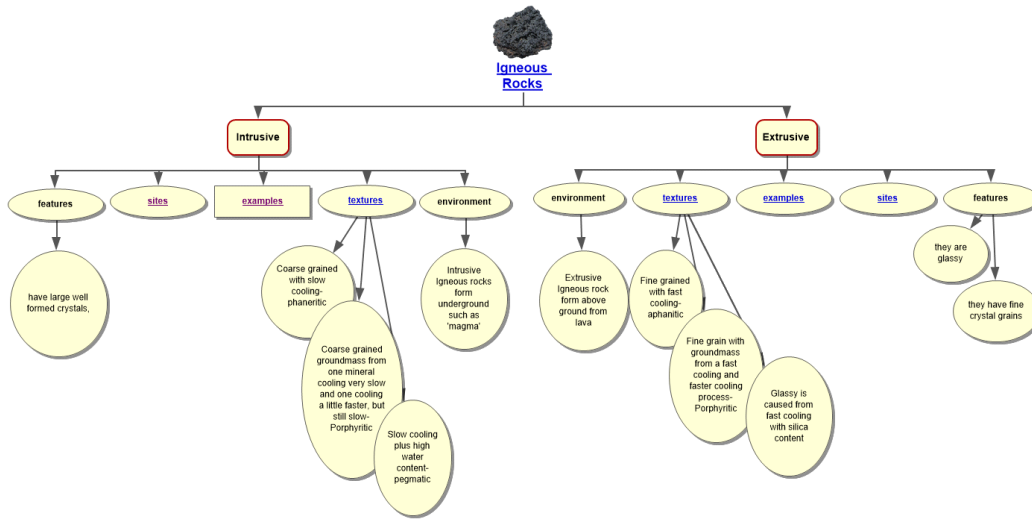 Igneous
Rocks
Intrusive
Extrusive
features
sites
examples
textures
environment
environment
textures
examples
sites
features
have large well
formed crystals,
Coarse grained
with slow
cooling-
phaneritic
Coarse grained
groundmass from
one mineral
cooling very slow
and one cooling
a little faster, but
still slow-
Porphyritic
Slow cooling
plus high
water
content-
pegmatic
Intrusive
Igneous rocks
form
underground
such as
'magma'
Extrusive
Igneous rock
form above
ground from
lava
Fine grained
with fast
cooling-
aphanitic
Fine grain with
groundmass
from a fast
cooling and
faster cooling
process-
Porphyritic
Glassy is
caused from
fast cooling
with silica
content
they are
glassy
they have fine
crystal grains